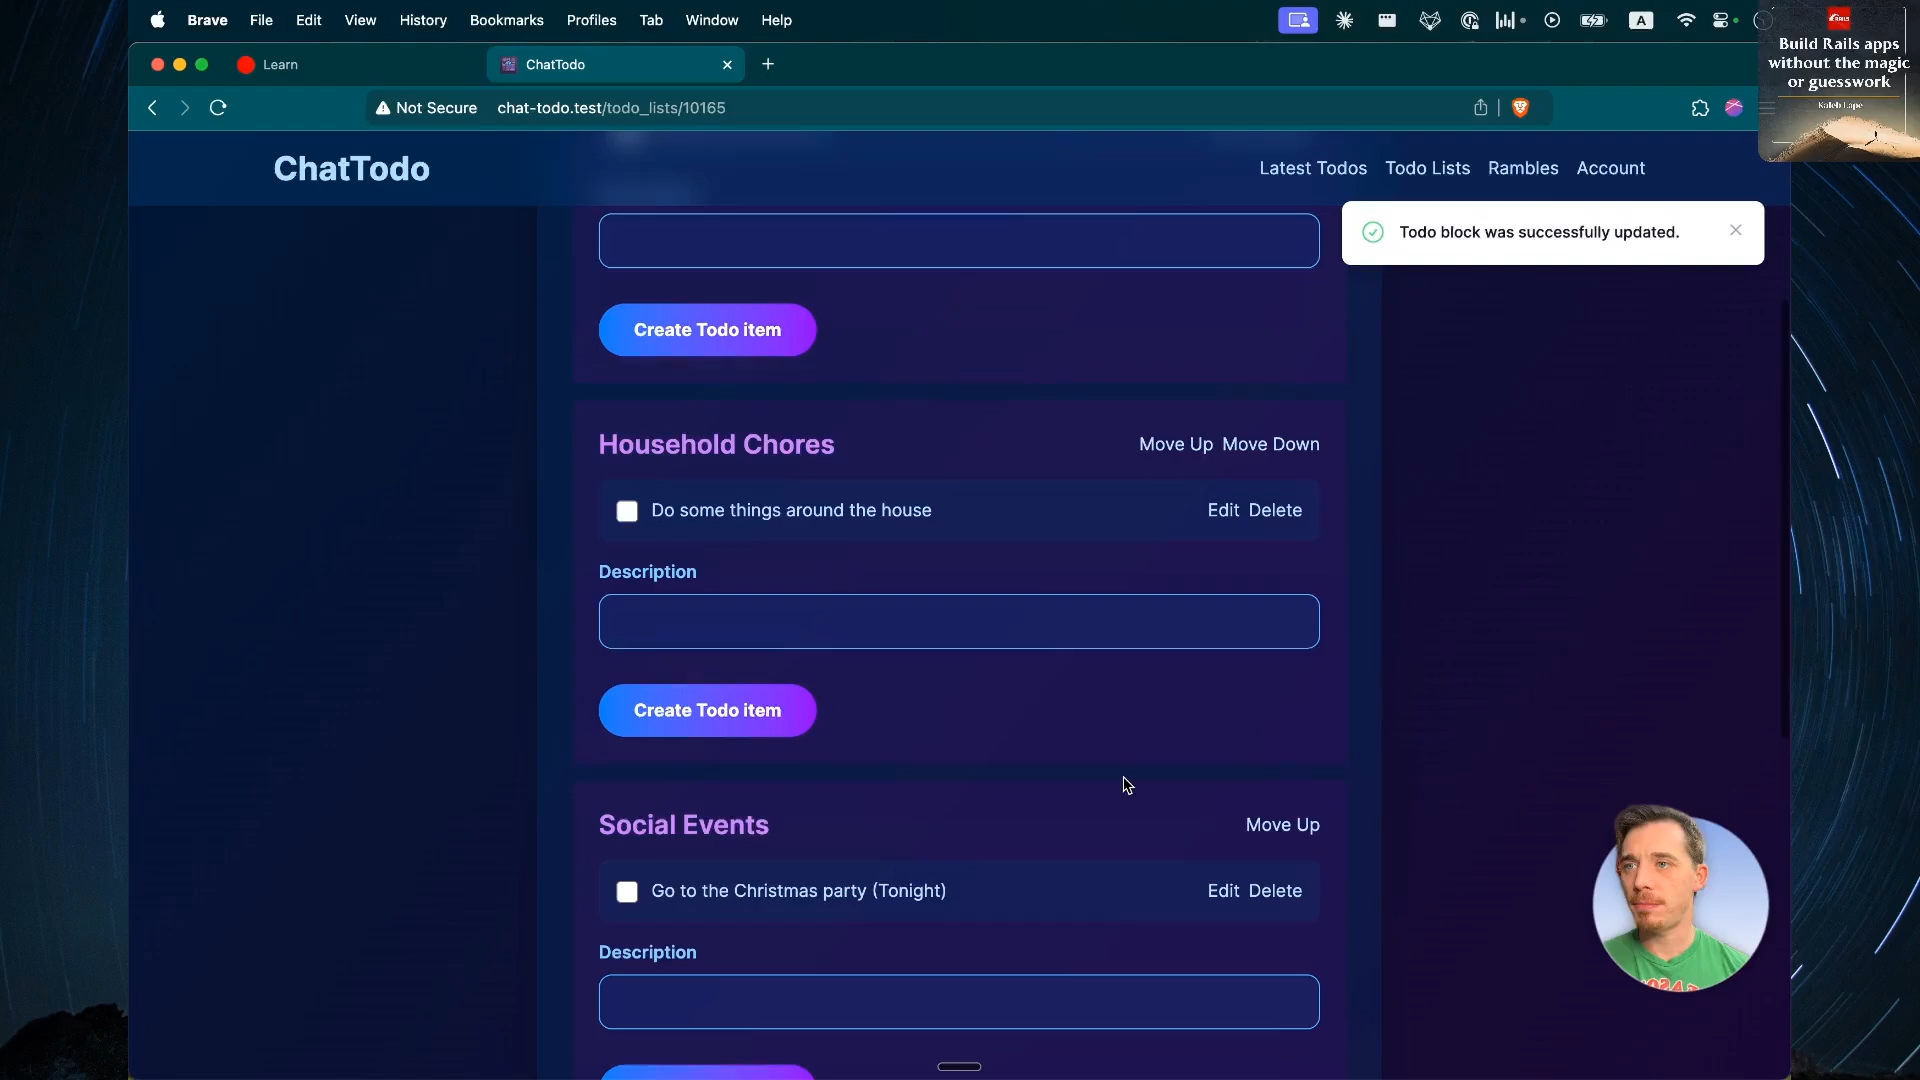 Brave File Edit View History Bookmarks Profiles Tab Window Help
A
Learn
ChatTodo
Not Secure chat-todo.test/todo_lists/10165
RAILS
Build Rails apps
without the magic
or guesswork
Kaleb Lape
ChatTodo
Latest Todos Todo Lists Rambles Account
Todo block was successfully updated.
Create Todo item
Household Chores
Move Up Move Down
Do some things around the house
Edit Delete
Description
Create Todo item
Social Events
Move Up
Go to the Christmas party (Tonight)
Edit Delete
Description